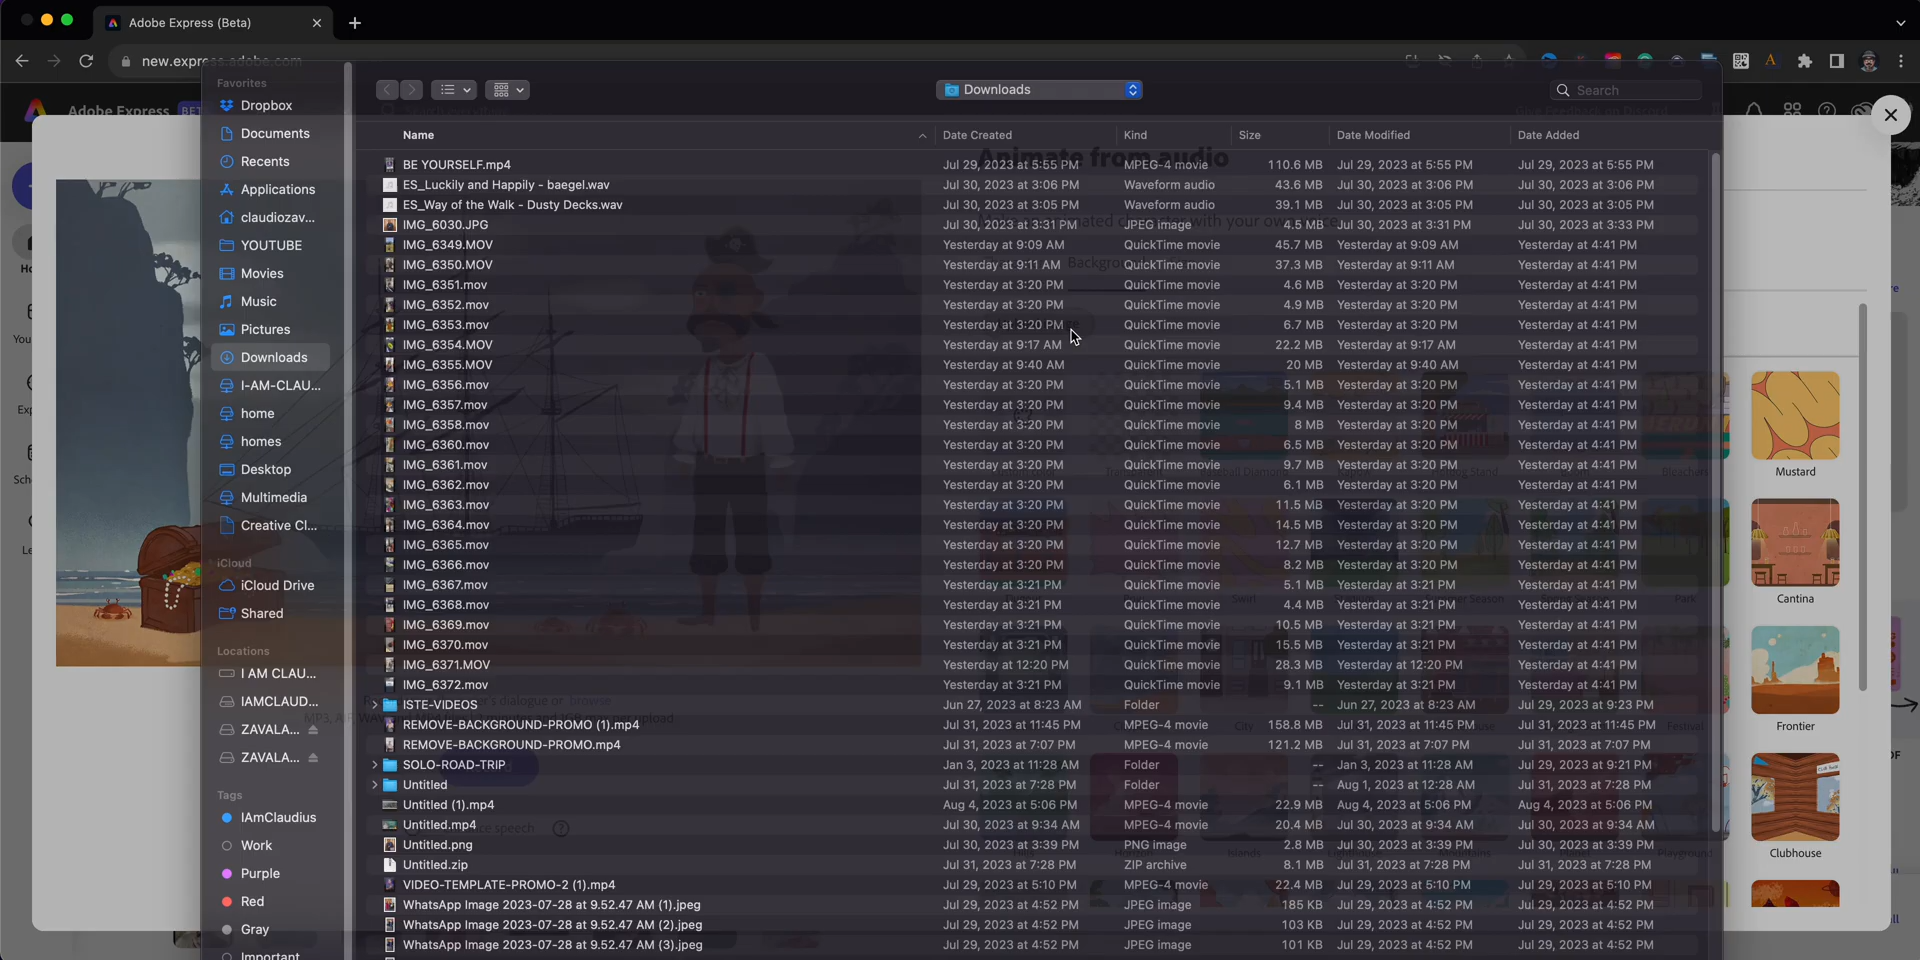 Adobe Express (Beta)
new.express.adobe.com
Adobe Express
Favorites
Dropbox
Documents
Recents
Applications
claudiozav...
YOUTUBE
Movies
Music
Pictures
Downloads
I-AM-CLAU...
home
homes
Desktop
Multimedia
Creative Cl...
iCloud
iCloud Drive
Shared
Locations
I AM CLAU...
IAMCLAUD...
ZAVALA...
ZAVALA...
Tags
IAmClaudius
Work
Purple
Red
Gray
Important
Downloads
Search
Name Date Created Kind Size Date Modified Date Added
BE YOURSELF.mp4 Jul 29, 2023 at 5:55 PM MPEG-4 movie 110.6 MB Jul 29, 2023 at 5:55 PM Jul 29, 2023 at 5:55 PM
ES_Luckily and Happily - baegel.wav Jul 30, 2023 at 3:06 PM Waveform audio 43.6 MB Jul 30, 2023 at 3:06 PM Jul 30, 2023 at 3:06 PM
ES_Way of the Walk - Dusty Decks.wav Jul 30, 2023 at 3:05 PM Waveform audio 39.1 MB Jul 30, 2023 at 3:05 PM Jul 30, 2023 at 3:05 PM
IMG_6030.JPG Jul 30, 2023 at 3:31 PM JPEG image 4.5 MB Jul 30, 2023 at 3:31 PM Jul 30, 2023 at 3:33 PM
IMG_6349.MOV Yesterday at 9:09 AM QuickTime movie 45.7 MB Yesterday at 9:09 AM Yesterday at 4:41 PM
IMG_6350.MOV Yesterday at 9:11 AM QuickTime movie 37.3 MB Yesterday at 9:11 AM Yesterday at 4:41 PM
IMG_6351.mov Yesterday at 3:20 PM QuickTime movie 4.6 MB Yesterday at 3:20 PM Yesterday at 4:41 PM
IMG_6352.mov Yesterday at 3:20 PM QuickTime movie 4.9 MB Yesterday at 3:20 PM Yesterday at 4:41 PM
IMG_6353.mov Yesterday at 3:20 PM QuickTime movie 6.7 MB Yesterday at 3:20 PM Yesterday at 4:41 PM
IMG_6354.MOV Yesterday at 9:17 AM QuickTime movie 22.2 MB Yesterday at 9:17 AM Yesterday at 4:41 PM
IMG_6355.MOV Yesterday at 9:40 AM QuickTime movie 20 MB Yesterday at 9:40 AM Yesterday at 4:41 PM
IMG_6356.mov Yesterday at 3:20 PM QuickTime movie 5.1 MB Yesterday at 3:20 PM Yesterday at 4:41 PM
IMG_6357.mov Yesterday at 3:20 PM QuickTime movie 9.4 MB Yesterday at 3:20 PM Yesterday at 4:41 PM
IMG_6358.mov Yesterday at 3:20 PM QuickTime movie 8 MB Yesterday at 3:20 PM Yesterday at 4:41 PM
IMG_6360.mov Yesterday at 3:20 PM QuickTime movie 6.5 MB Yesterday at 3:20 PM Yesterday at 4:41 PM
IMG_6361.mov Yesterday at 3:20 PM QuickTime movie 9.7 MB Yesterday at 3:20 PM Yesterday at 4:41 PM
IMG_6362.mov Yesterday at 3:20 PM QuickTime movie 6.1 MB Yesterday at 3:20 PM Yesterday at 4:41 PM
IMG_6363.mov Yesterday at 3:20 PM QuickTime movie 11.5 MB Yesterday at 3:20 PM Yesterday at 4:41 PM
IMG_6364.mov Yesterday at 3:20 PM QuickTime movie 14.5 MB Yesterday at 3:20 PM Yesterday at 4:41 PM
IMG_6365.mov Yesterday at 3:20 PM QuickTime movie 12.7 MB Yesterday at 3:20 PM Yesterday at 4:41 PM
IMG_6366.mov Yesterday at 3:20 PM QuickTime movie 8.2 MB Yesterday at 3:20 PM Yesterday at 4:41 PM
IMG_6367.mov Yesterday at 3:21 PM QuickTime movie 5.1 MB Yesterday at 3:21 PM Yesterday at 4:41 PM
IMG_6368.mov Yesterday at 3:21 PM QuickTime movie 4.4 MB Yesterday at 3:21 PM Yesterday at 4:41 PM
IMG_6369.mov Yesterday at 3:21 PM QuickTime movie 10.5 MB Yesterday at 3:21 PM Yesterday at 4:41 PM
IMG_6370.mov Yesterday at 3:21 PM QuickTime movie 15.5 MB Yesterday at 3:21 PM Yesterday at 4:41 PM
IMG_6371.MOV Yesterday at 12:20 PM QuickTime movie 28.3 MB Yesterday at 12:20 PM Yesterday at 4:41 PM
IMG_6372.mov Yesterday at 3:21 PM QuickTime movie 9.1 MB Yesterday at 3:21 PM Yesterday at 4:41 PM
ISTE-VIDEOS Jun 27, 2023 at 8:23 AM Folder -- Jun 27, 2023 at 8:23 AM Jul 29, 2023 at 9:23 PM
REMOVE-BACKGROUND-PROMO (1).mp4 Jul 31, 2023 at 11:45 PM MPEG-4 movie 158.8 MB Jul 31, 2023 at 11:45 PM Jul 31, 2023 at 11:45 PM
REMOVE-BACKGROUND-PROMO.mp4 Jul 31, 2023 at 7:07 PM MPEG-4 movie 121.2 MB Jul 31, 2023 at 7:07 PM Jul 31, 2023 at 7:07 PM
SOLO-ROAD-TRIP Jan 3, 2023 at 11:28 AM Folder -- Jan 3, 2023 at 11:28 AM Jul 29, 2023 at 9:21 PM
Untitled Jul 31, 2023 at 7:28 PM Folder -- Aug 1, 2023 at 12:28 AM Jul 31, 2023 at 7:28 PM
Untitled (1).mp4 Aug 4, 2023 at 5:06 PM MPEG-4 movie 22.9 MB Aug 4, 2023 at 5:06 PM Aug 4, 2023 at 5:06 PM
Untitled.mp4 Jul 30, 2023 at 9:34 AM MPEG-4 movie 20.4 MB Jul 30, 2023 at 9:34 AM Jul 30, 2023 at 9:34 AM
Untitled.png Jul 30, 2023 at 3:39 PM PNG image 2.8 MB Jul 30, 2023 at 3:39 PM Jul 30, 2023 at 3:39 PM
Untitled.zip Jul 31, 2023 at 7:28 PM ZIP archive 8.1 MB Jul 31, 2023 at 7:28 PM Jul 31, 2023 at 7:28 PM
VIDEO-TEMPLATE-PROMO-2 (1).mp4 Jul 29, 2023 at 5:10 PM MPEG-4 movie 22.4 MB Jul 29, 2023 at 5:10 PM Jul 29, 2023 at 5:10 PM
WhatsApp Image 2023-07-28 at 9.52.47 AM (1).jpeg Jul 29, 2023 at 4:52 PM JPEG image 185 KB Jul 29, 2023 at 4:52 PM Jul 29, 2023 at 4:52 PM
WhatsApp Image 2023-07-28 at 9.52.47 AM (2).jpeg Jul 29, 2023 at 4:52 PM JPEG image 103 KB Jul 29, 2023 at 4:52 PM Jul 29, 2023 at 4:52 PM
WhatsApp Image 2023-07-28 at 9.52.47 AM (3).jpeg Jul 29, 2023 at 4:52 PM JPEG image 101 KB Jul 29, 2023 at 4:52 PM Jul 29, 2023 at 4:52 PM
Animate from audio
Background
Mustard
Cantina
Frontier
Clubhouse